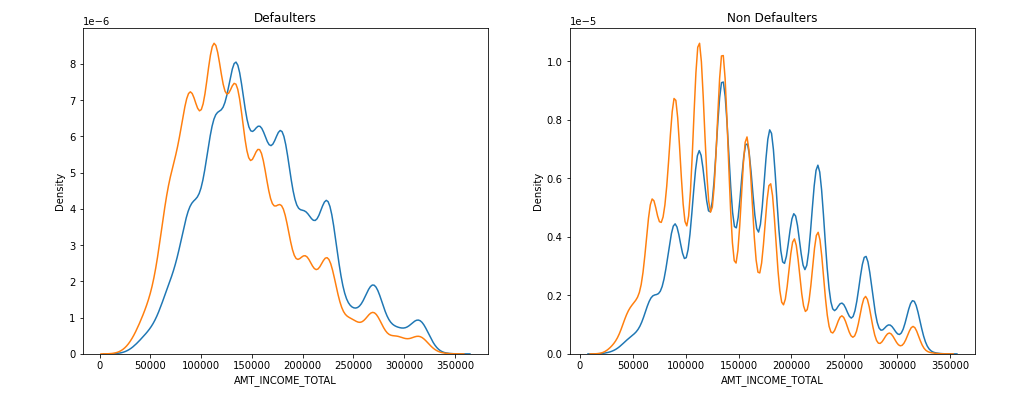 Defaulters
1e−6
8
7
6
5
4
3
2
1
0
Density
0 50000 100000 150000 200000 250000 300000 350000
AMT_INCOME_TOTAL
Non Defaulters
1e−5
1.0
0.8
0.6
0.4
0.2
0.0
Density
0 50000 100000 150000 200000 250000 300000 350000
AMT_INCOME_TOTAL